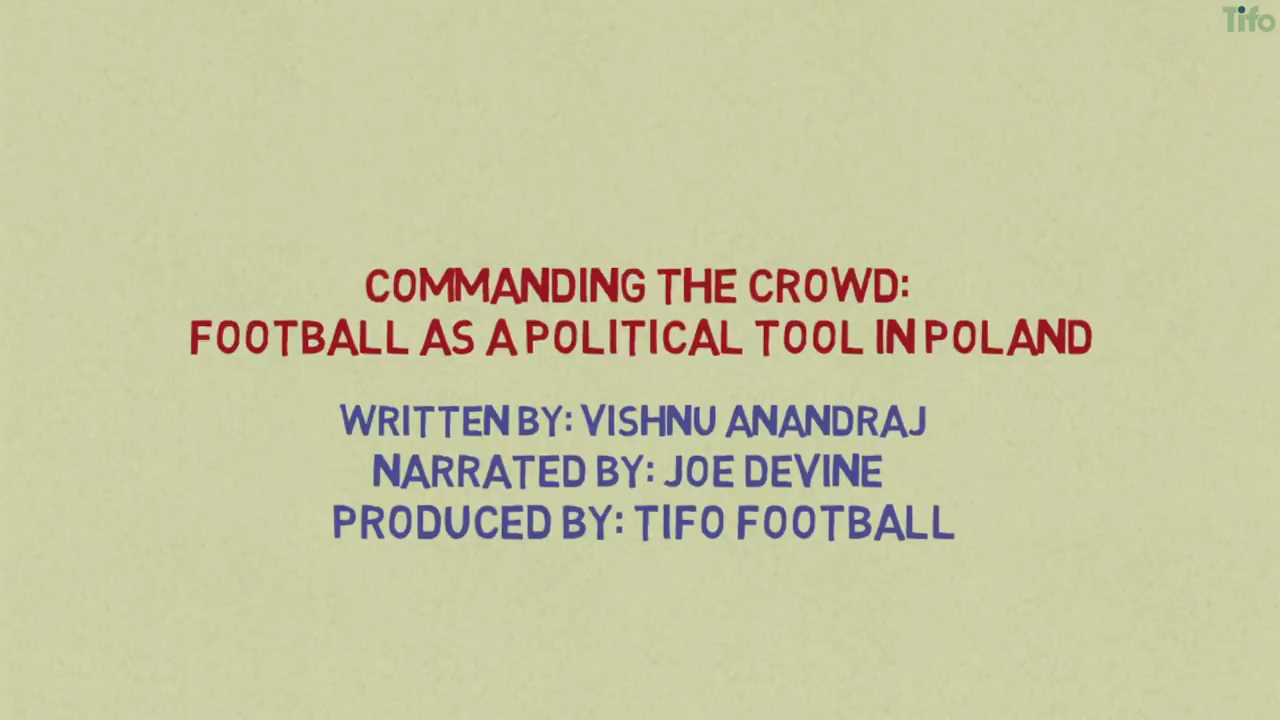 Tifo
COMMANDING THE CROWD:
FOOTBALL AS A POLITICAL TOOL IN POLAND
WRITTEN BY: VISHNU ANANDRAJ
NARRATED BY: JOE DEVINE
PRODUCED BY: TIFO FOOTBALL